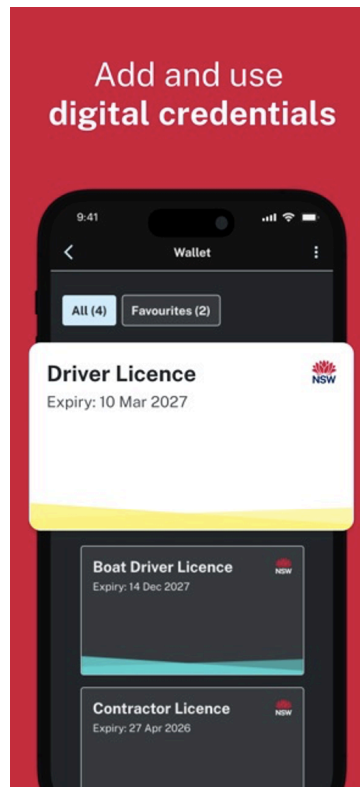 Add and use
digital credentials
9:41
Wallet
All (4)
Favourites (2)
Driver Licence
NSW
Expiry: 10 Mar 2027
Boat Driver Licence
NSW
Expiry: 14 Dec 2027
Contractor Licence
NSW
Expiry: 27 Apr 2026